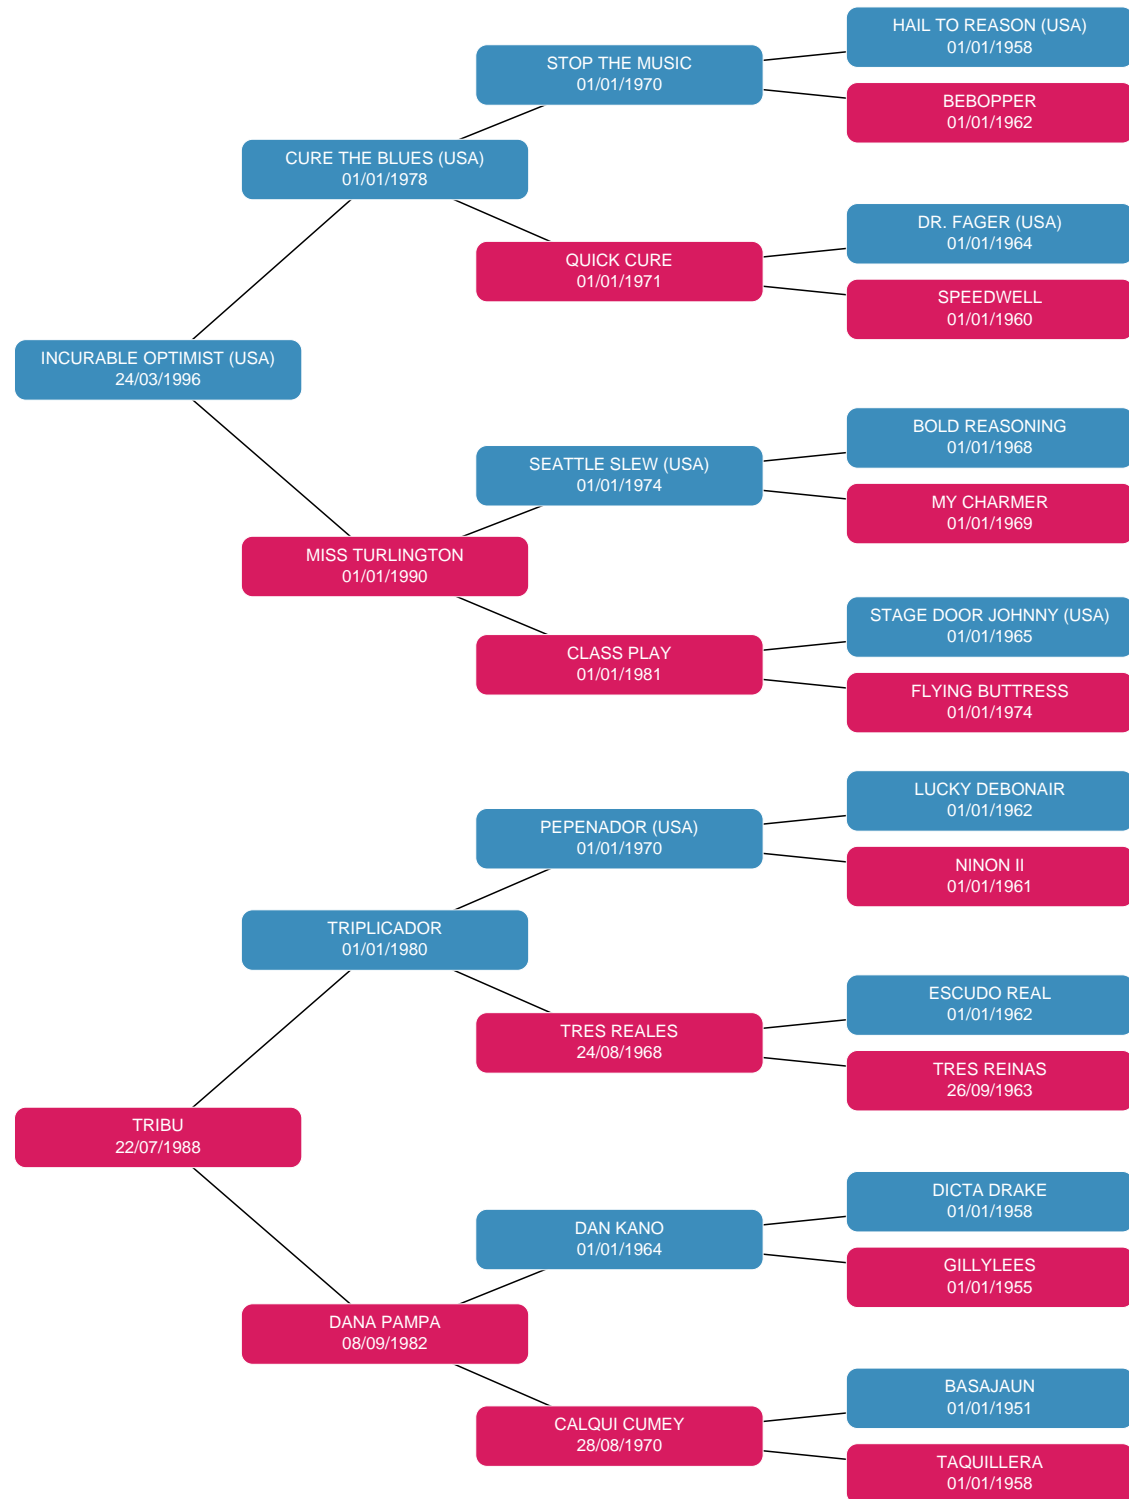 HAIL TO REASON (USA)
01/01/1958
STOP THE MUSIC
01/01/1970
BEBOPPER
01/01/1962
CURE THE BLUES (USA)
01/01/1978
DR. FAGER (USA)
01/01/1964
QUICK CURE
01/01/1971
SPEEDWELL
01/01/1960
INCURABLE OPTIMIST (USA)
24/03/1996
BOLD REASONING
01/01/1968
SEATTLE SLEW (USA)
01/01/1974
MY CHARMER
01/01/1969
MISS TURLINGTON
01/01/1990
STAGE DOOR JOHNNY (USA)
01/01/1965
CLASS PLAY
01/01/1981
FLYING BUTTRESS
01/01/1974
LUCKY DEBONAIR
01/01/1962
PEPENADOR (USA)
01/01/1970
NINON II
01/01/1961
TRIPLICADOR
01/01/1980
ESCUDO REAL
01/01/1962
TRES REALES
24/08/1968
TRES REINAS
26/09/1963
TRIBU
22/07/1988
DICTA DRAKE
01/01/1958
DAN KANO
01/01/1964
GILLYLEES
01/01/1955
DANA PAMPA
08/09/1982
BASAJAUN
01/01/1951
CALQUI CUMEY
28/08/1970
TAQUILLERA
01/01/1958